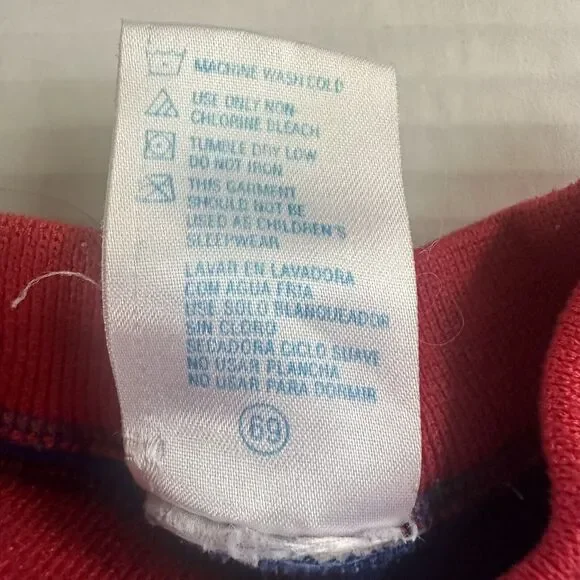 MACHINE WASH COLD
USE ONLY NON-
CHLORINE BLEACH
TUMBLE DRY LOW
DO NOT IRON
THIS GARMENT
SHOULD NOT BE
USED AS CHILDREN'S
SLEEPWEAR
LAVAR EN LAVADORA
CON AGUA FRIA
USE SOLO BLANQUEADOR
SIN CLORO
SECADORA CICLO SUAVE
NO USAR PLANCHA
NO USAR PARA DORMIR
69